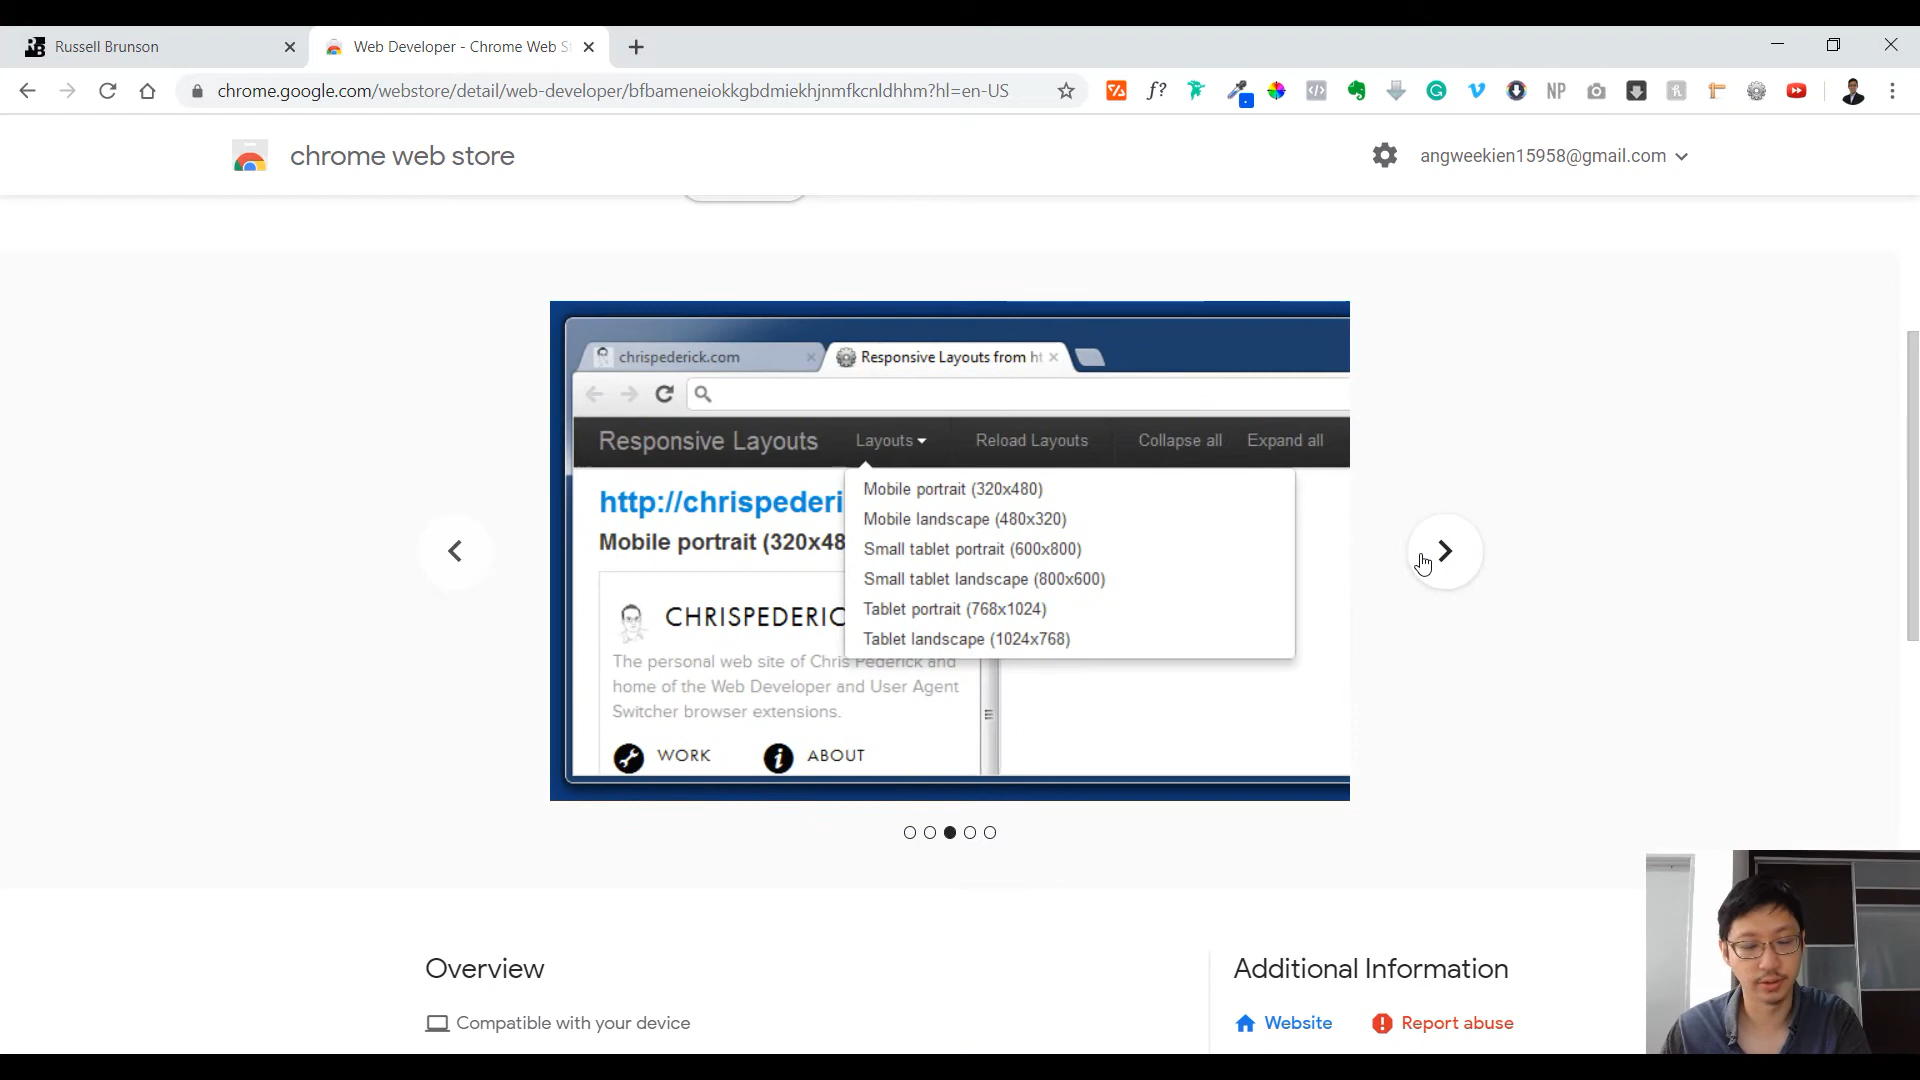 Russell Brunson
Web Developer - Chrome Web St
chrome.google.com/webstore/detail/web-developer/bfbameneiokkgbdmiekhjnmfkcnldhhm?hl=en-US
f?
NP
chrome web store
angweekien15958@gmail.com
chrispederick.com
Responsive Layouts from ht
Responsive Layouts
Layouts
Reload Layouts
Collapse all
Expand all
http://chrispederi
Mobile portrait (320x48
Mobile portrait (320x480)
Mobile landscape (480x320)
Small tablet portrait (600x800)
Small tablet landscape (800x600)
Tablet portrait (768x1024)
Tablet landscape (1024x768)
CHRISPEDERIC
The personal web site of Chris Pederick and
home of the Web Developer and User Agent
Switcher browser extensions.
WORK
ABOUT
Overview
Additional Information
Compatible with your device
Website
Report abuse